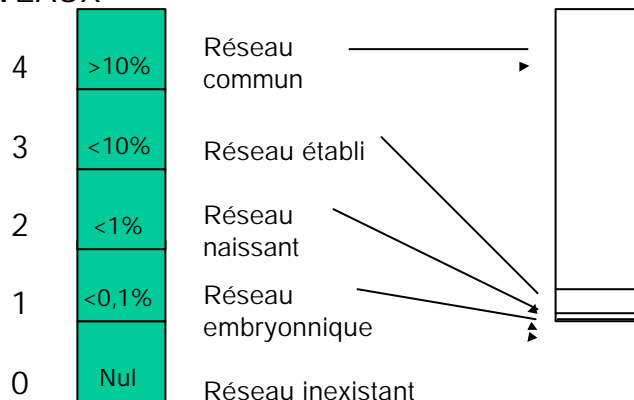 4 >10% Réseau
commun
3 <10% Réseau établi
2 <1% Réseau
naissant
1 <0,1% Réseau
embryonnique
0 Nul Réseau inexistant